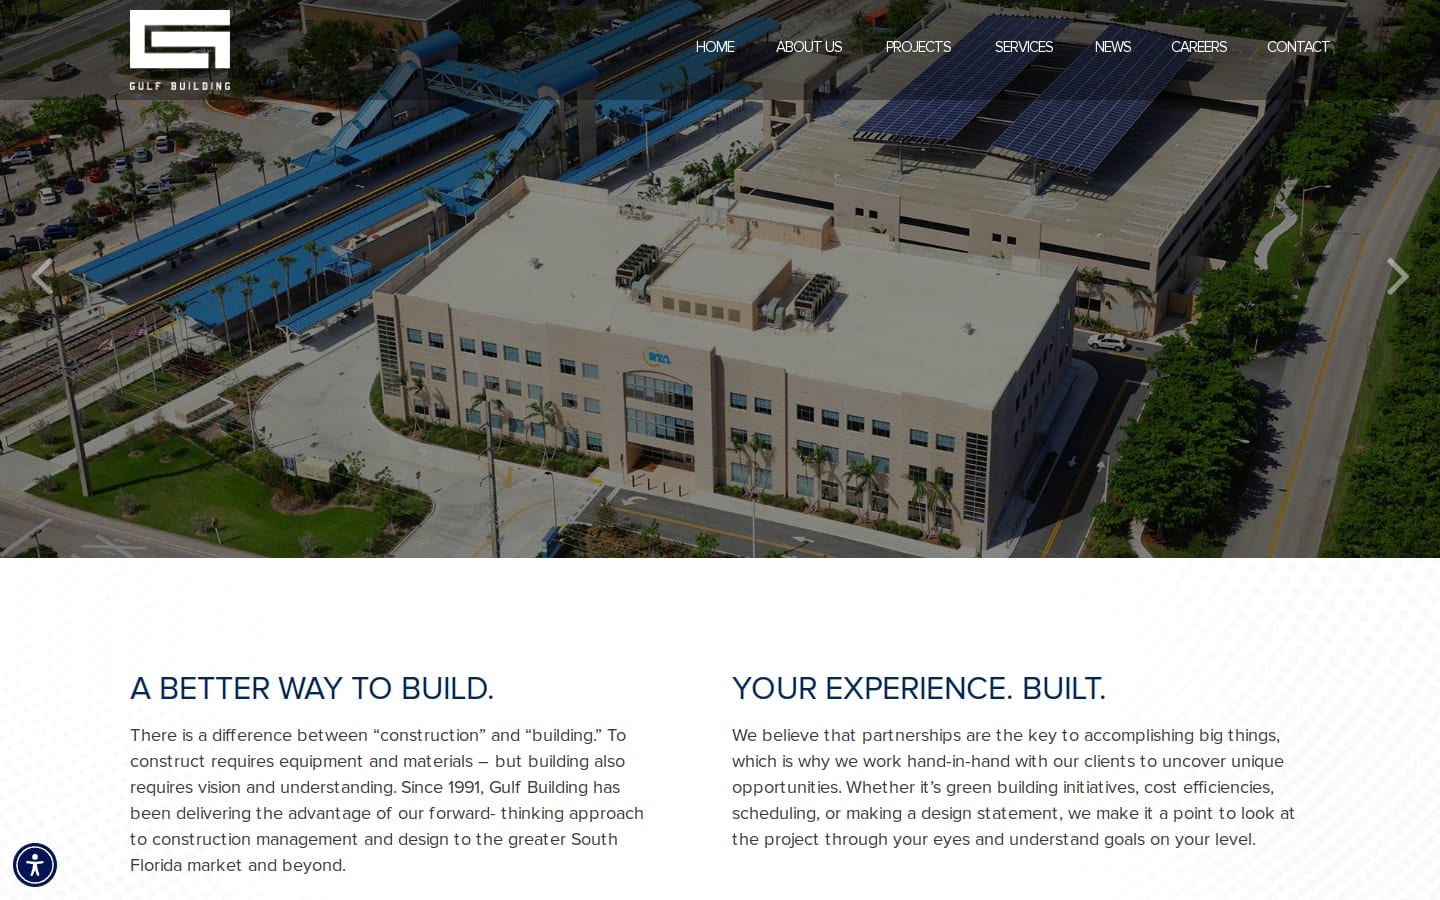 GULF BUILDING
HOME ABOUT US PROJECTS SERVICES NEWS CAREERS CONTACT
A BETTER WAY TO BUILD.
There is a difference between “construction” and “building.” To
construct requires equipment and materials – but building also
requires vision and understanding. Since 1991, Gulf Building has
been delivering the advantage of our forward- thinking approach
to construction management and design to the greater South
Florida market and beyond.
YOUR EXPERIENCE. BUILT.
We believe that partnerships are the key to accomplishing big things,
which is why we work hand-in-hand with our clients to uncover unique
opportunities. Whether it’s green building initiatives, cost efficiencies,
scheduling, or making a design statement, we make it a point to look at
the project through your eyes and understand goals on your level.